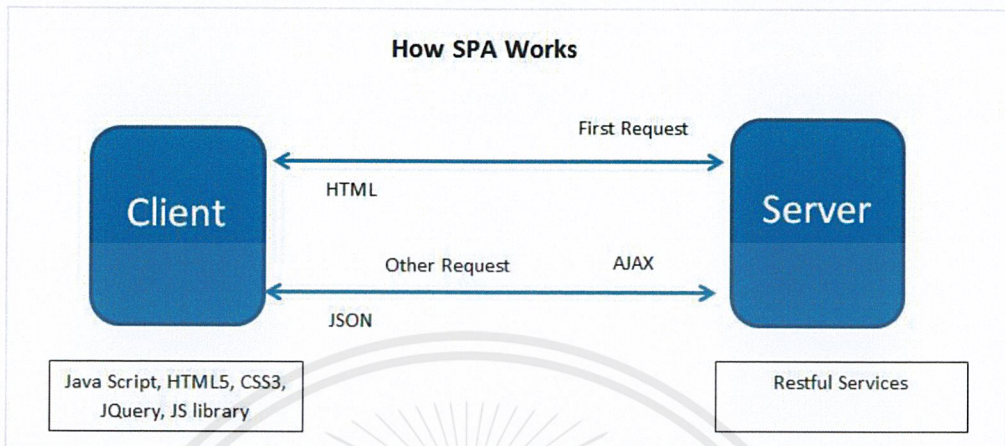 How SPA Works
First Request
Client
Server
HTML
Other Request
AJAX
JSON
Java Script, HTML5, CSS3,
JQuery, JS library
Restful Services